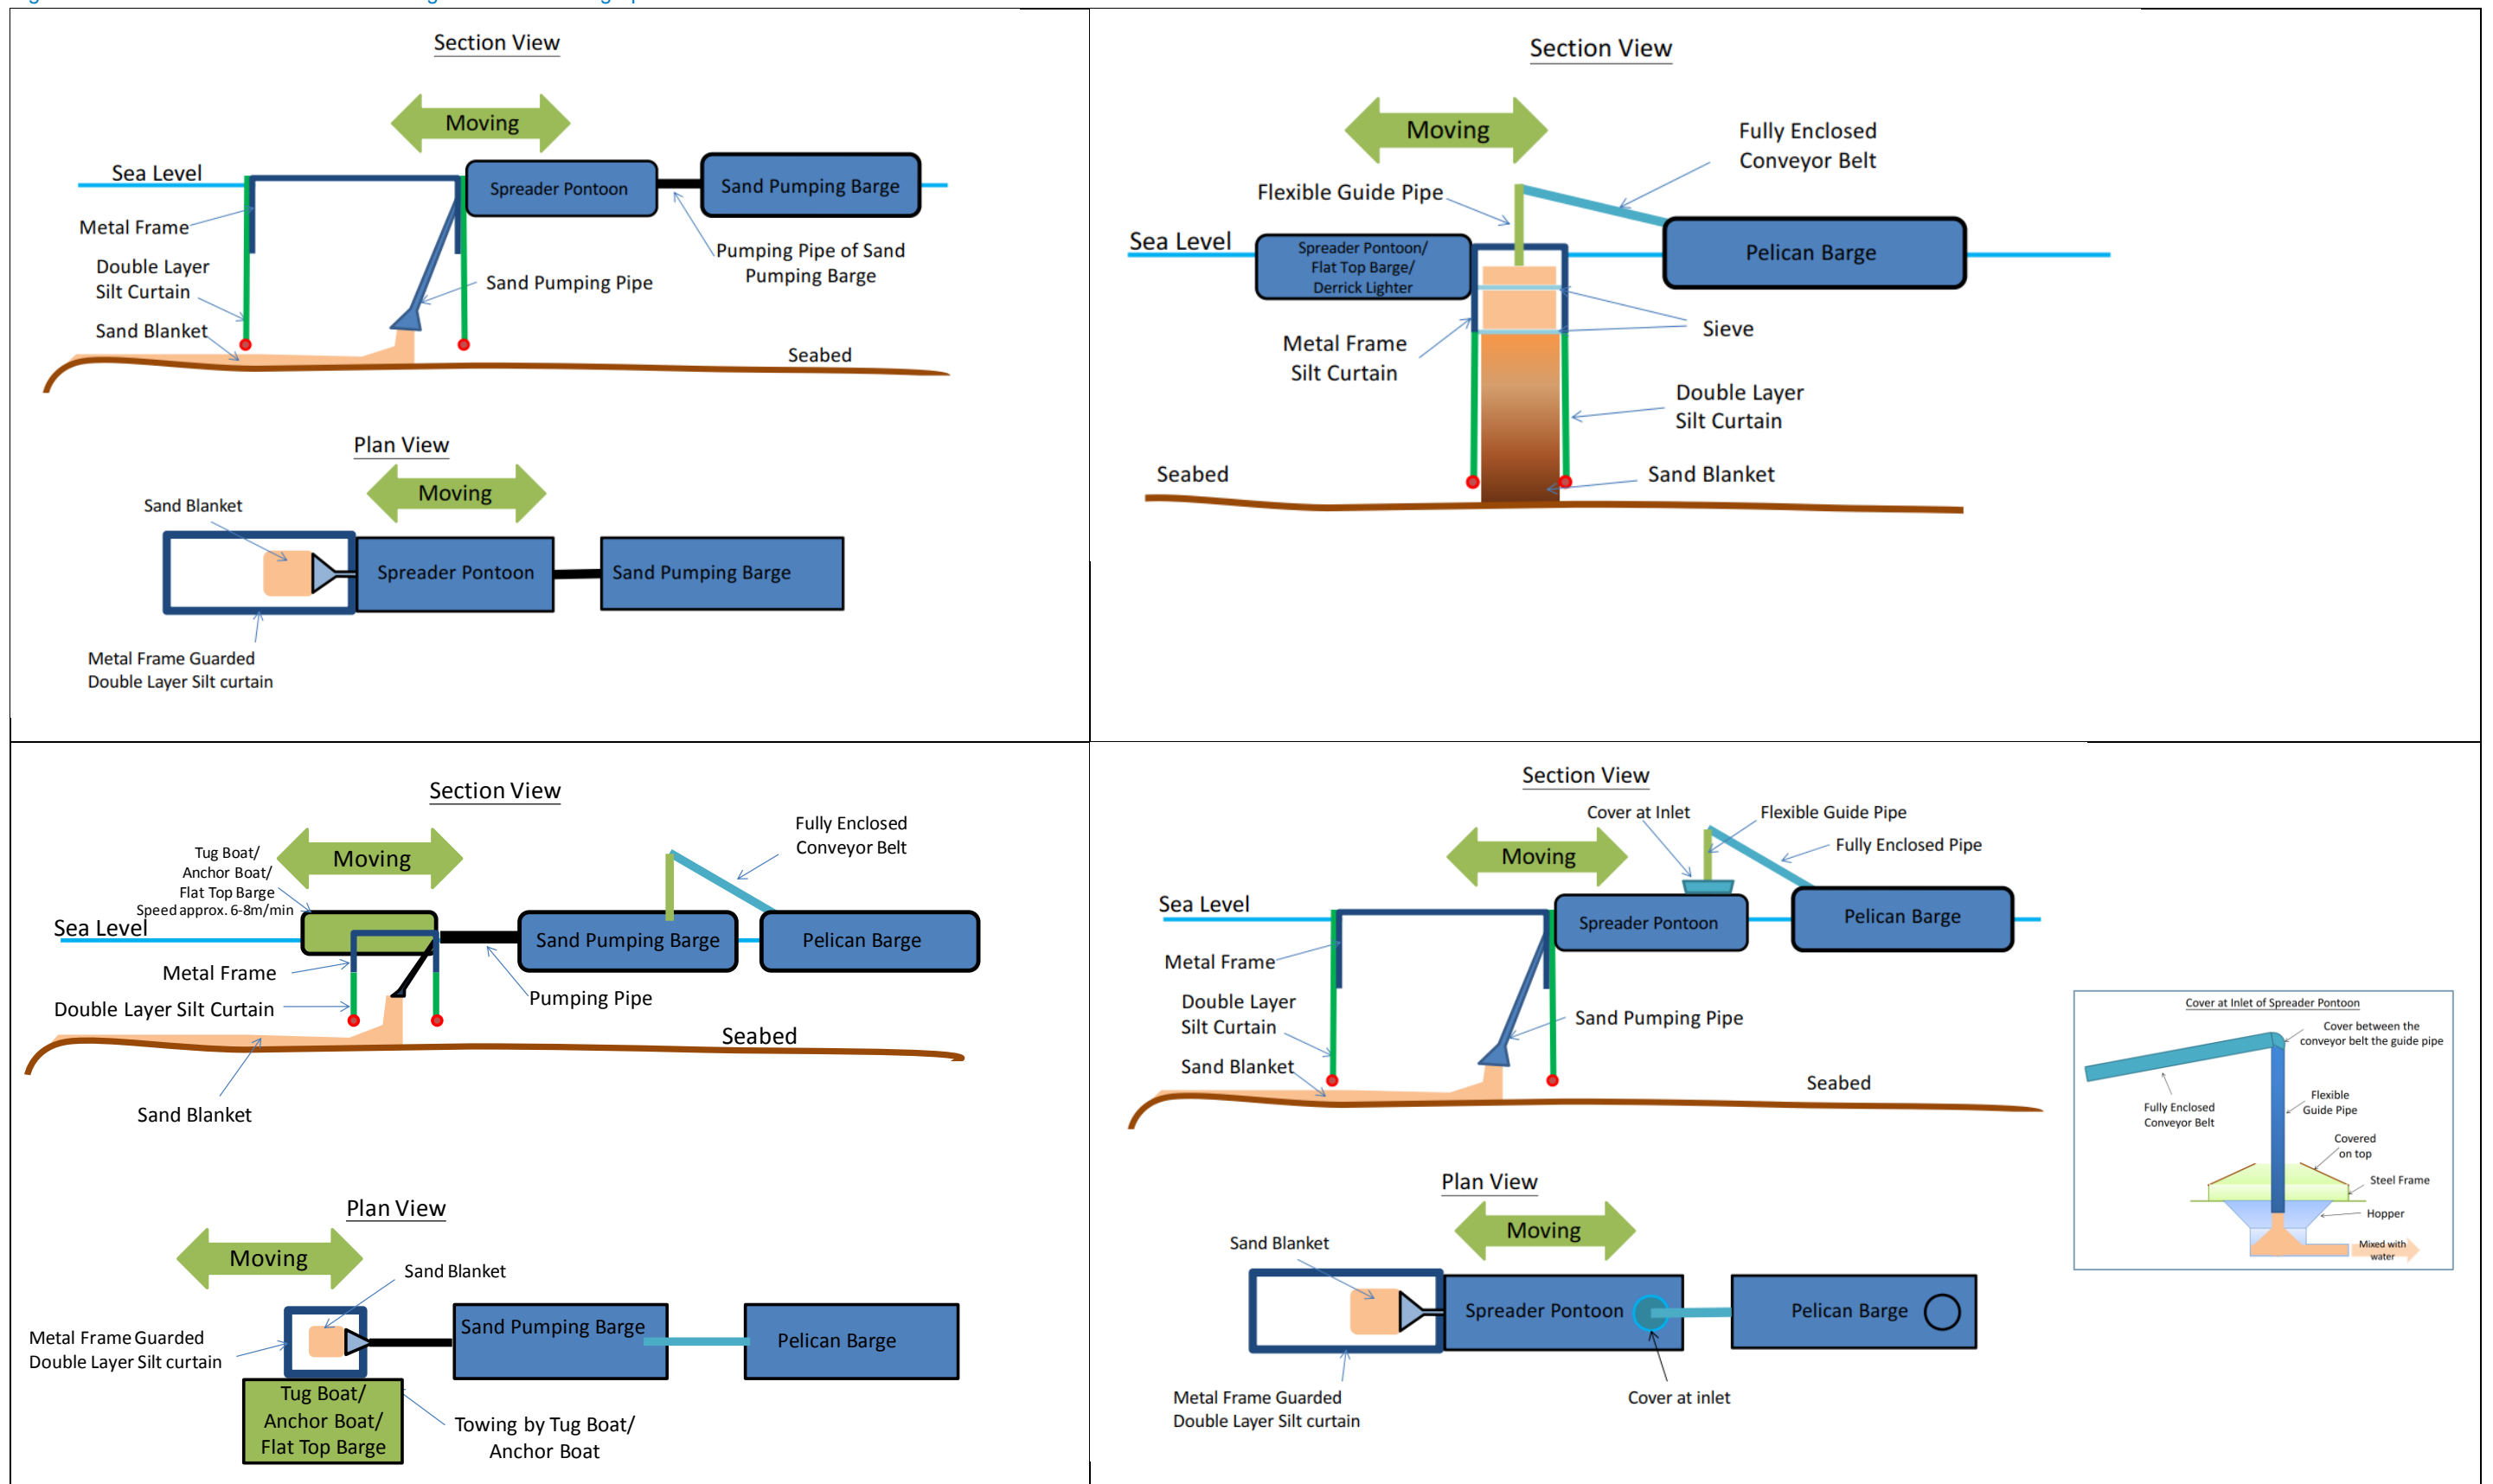 Section View
Moving
Sea Level
Spreader Pontoon
Sand Pumping Barge
Metal Frame
Double Layer
Silt Curtain
Sand Blanket
Sand Pumping Pipe
Pumping Pipe of Sand
Pumping Barge
Seabed
Plan View
Moving
Sand Blanket
Spreader Pontoon
Sand Pumping Barge
Metal Frame Guarded
Double Layer Silt curtain
Section View
Moving
Fully Enclosed
Conveyor Belt
Flexible Guide Pipe
Sea Level
Spreader Pontoon/
Flat Top Barge/
Derrick Lighter
Pelican Barge
Sieve
Metal Frame
Silt Curtain
Double Layer
Silt Curtain
Seabed
Sand Blanket
Section View
Moving
Fully Enclosed
Conveyor Belt
Tug Boat/
Anchor Boat/
Flat Top Barge
Speed approx. 6-8m/min
Sea Level
Sand Pumping Barge
Pelican Barge
Metal Frame
Double Layer Silt Curtain
Pumping Pipe
Seabed
Sand Blanket
Plan View
Moving
Sand Blanket
Metal Frame Guarded
Double Layer Silt curtain
Sand Pumping Barge
Pelican Barge
Tug Boat/
Anchor Boat/
Flat Top Barge
Towing by Tug Boat/
Anchor Boat
Section View
Cover at Inlet
Flexible Guide Pipe
Moving
Fully Enclosed Pipe
Sea Level
Spreader Pontoon
Pelican Barge
Metal Frame
Double Layer
Silt Curtain
Sand Pumping Pipe
Sand Blanket
Seabed
Cover at Inlet of Spreader Pontoon
Cover between the
conveyor belt the guide pipe
Fully Enclosed
Conveyor Belt
Flexible
Guide Pipe
Covered
on top
Steel Frame
Hopper
Mixed with
water
Plan View
Moving
Sand Blanket
Spreader Pontoon
Pelican Barge
Metal Frame Guarded
Double Layer Silt curtain
Cover at inlet